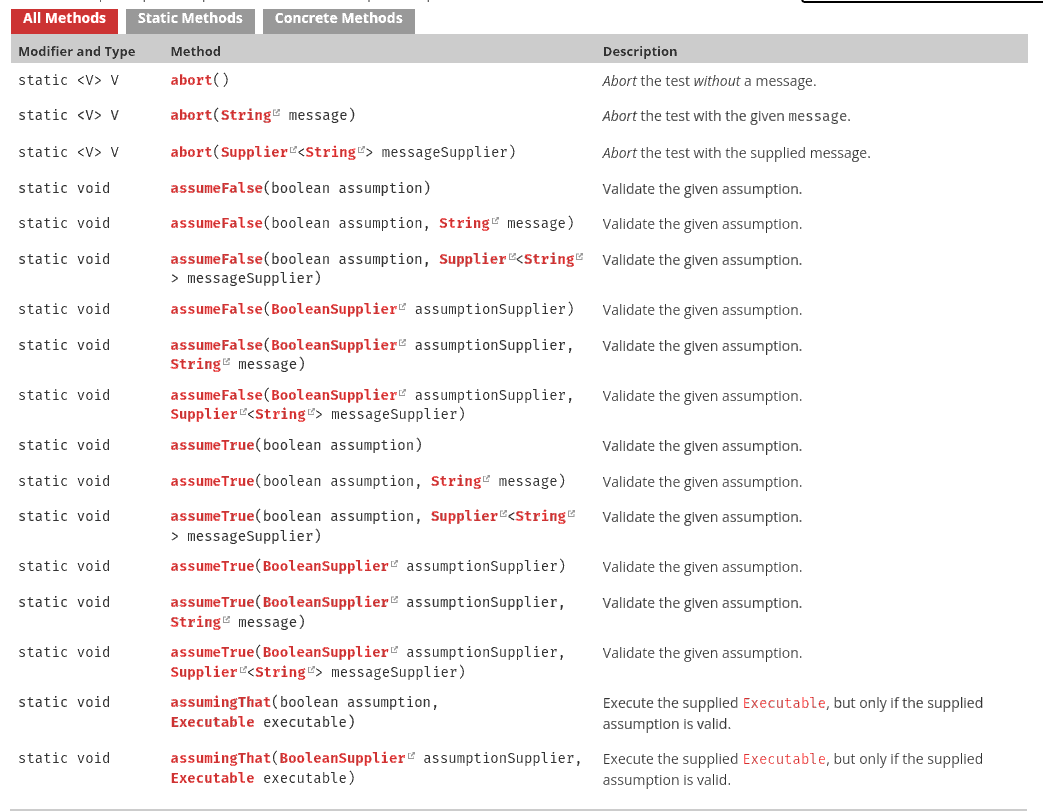 All Methods Static Methods Concrete Methods
Modifier and Type Method Description
static <V> V abort() Abort the test without a message.
static <V> V abort(String message) Abort the test with the given message.
static <V> V abort(Supplier<String> messageSupplier) Abort the test with the supplied message.
static void assumeFalse(boolean assumption) Validate the given assumption.
static void assumeFalse(boolean assumption, String message) Validate the given assumption.
static void assumeFalse(boolean assumption, Supplier<String Validate the given assumption.
> messageSupplier)
static void assumeFalse(BooleanSupplier assumptionSupplier) Validate the given assumption.
static void assumeFalse(BooleanSupplier assumptionSupplier, Validate the given assumption.
String message)
static void assumeFalse(BooleanSupplier assumptionSupplier, Validate the given assumption.
Supplier<String> messageSupplier)
static void assumeTrue(boolean assumption) Validate the given assumption.
static void assumeTrue(boolean assumption, String message) Validate the given assumption.
static void assumeTrue(boolean assumption, Supplier<String Validate the given assumption.
> messageSupplier)
static void assumeTrue(BooleanSupplier assumptionSupplier) Validate the given assumption.
static void assumeTrue(BooleanSupplier assumptionSupplier, Validate the given assumption.
String message)
static void assumeTrue(BooleanSupplier assumptionSupplier, Validate the given assumption.
Supplier<String> messageSupplier)
static void assumingThat(boolean assumption, Execute the supplied Executable, but only if the supplied
Executable executable) assumption is valid.
static void assumingThat(BooleanSupplier assumptionSupplier, Execute the supplied Executable, but only if the supplied
Executable executable) assumption is valid.